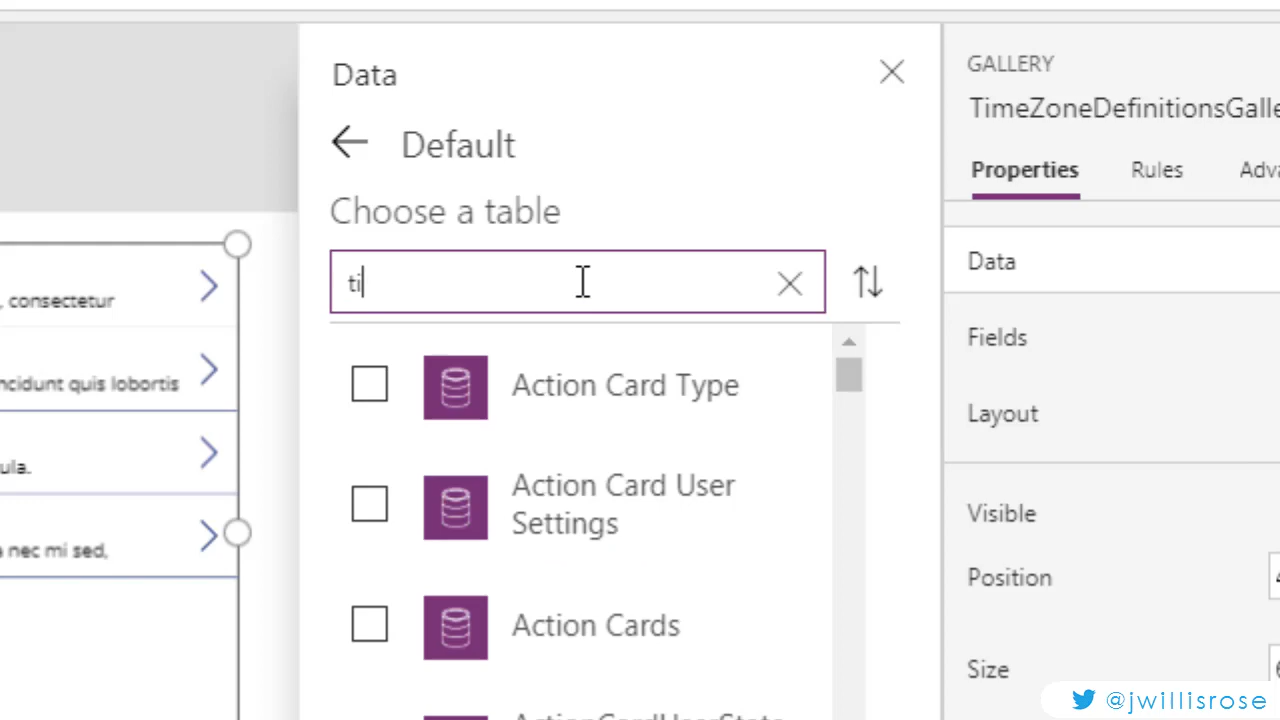 Data
Default
Choose a table
ti
Action Card Type
Action Card User
Settings
Action Cards
ActionCardUserState
, consectetur
ncidunt quis lobortis
ula.
a nec mi sed,
GALLERY
TimeZoneDefinitionsGalle
Properties Rules Adva
Data
Fields
Layout
Visible
Position
Size
@jwillisrose